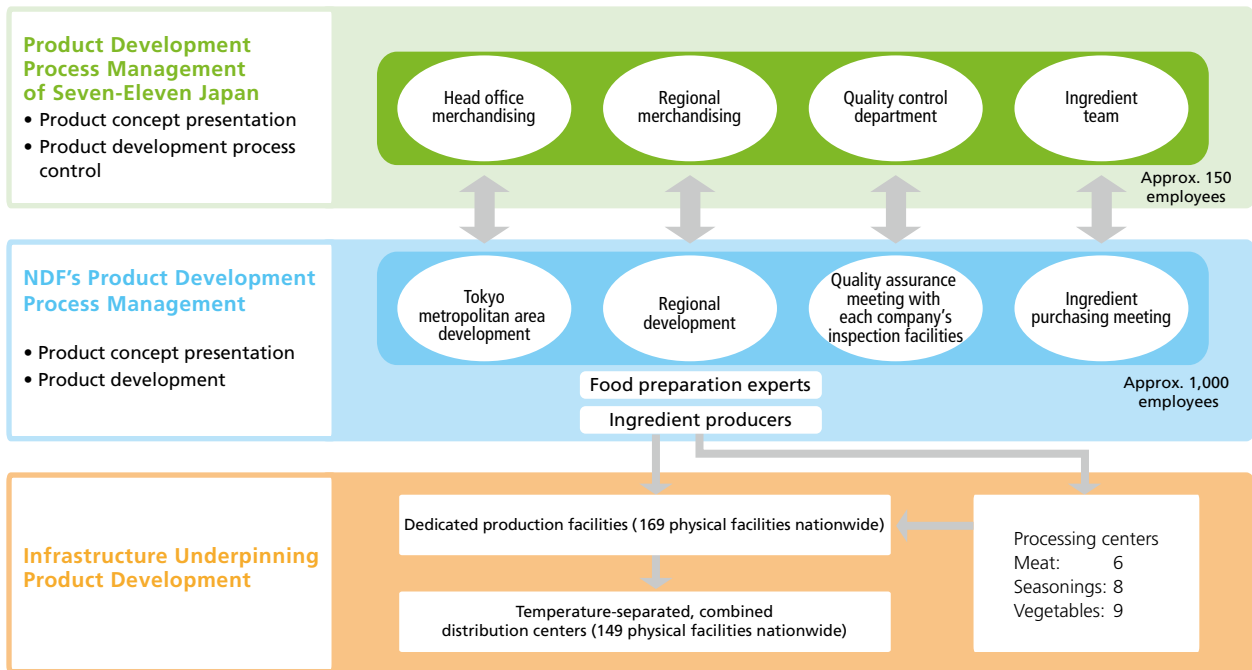 Product Development
Process Management
of Seven-Eleven Japan
• Product concept presentation
• Product development process
control
Head office
merchandising
Regional
merchandising
Quality control
department
Ingredient
team
Approx. 150
employees
NDF's Product Development
Process Management
• Product concept presentation
• Product development
Tokyo
metropolitan area
development
Regional
development
Quality assurance
meeting with
each company's
inspection facilities
Ingredient
purchasing meeting
Food preparation experts
Ingredient producers
Approx. 1,000
employees
Infrastructure Underpinning
Product Development
Dedicated production facilities (169 physical facilities nationwide)
Temperature-separated, combined
distribution centers (149 physical facilities nationwide)
Processing centers
Meat: 6
Seasonings: 8
Vegetables: 9